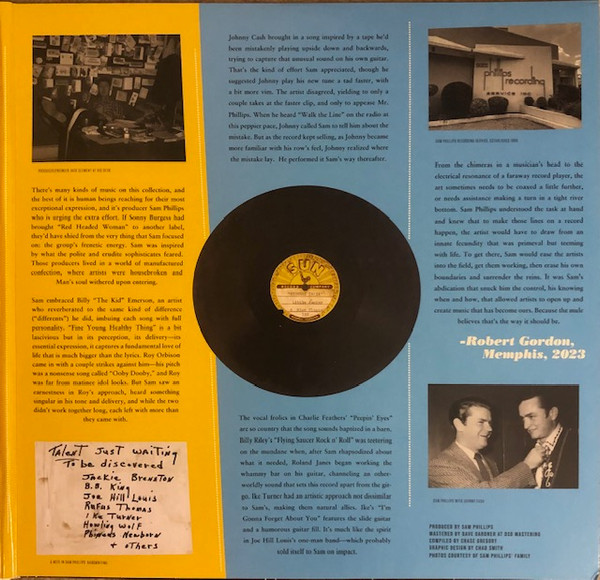 There's many kinds of music on this collection, and
the best of it is human beings reaching for their most
exceptional expression, and it's producer Sam Phillips
who is urging the extra effort. If Sonny Burgess had
brought "Red Headed Woman" to another label,
they'd have shied from the very thing that Sam focused
on: the group's frenetic energy. Sam was inspired
by what the polite and erudite sophisticates feared.
Those producers lived in a world of manufactured
confection, where artists were housebroken and
Man's soul withered upon entering.
Sam embraced Billy "The Kid" Emerson, an artist
who reverberated to the same kind of difference
("differents") he did, imbuing each song with full
personality. "Fine Young Healthy Thing" is a bit
lascivious but in its perception, its delivery—its
essential expression, it captures a fundamental love of
life that is much bigger than the lyrics. Roy Orbison
came in with a couple strikes against him—his pitch
was a nonsense song called "Ooby Dooby," and Roy
was far from matinee idol looks. But Sam saw an
earnestness in Roy's approach, heard something
singular in his tone and delivery, and while the two
didn't work together long, each left with more than
they came with.
Talent Just waiting
To be discovered
Jackie Brenston
B.B. King
Joe Hill Louis
Rufus Thomas
Ike Turner
Howling Wolf
Phineas Newborn
+ others
Johnny Cash brought in a song inspired by a tape he'd
been mistakenly playing upside down and backwards,
trying to capture that unusual sound on his own guitar.
That's the kind of effort Sam appreciated, though he
suggested Johnny play his new tune a tad faster, with
a bit more vim. The artist disagreed, yielding to only a
couple takes at the faster clip, and only to appease Mr.
Phillips. When he heard "Walk the Line" on the radio at
this peppier pace, Johnny called Sam to tell him about the
mistake. But as the record kept selling, as Johnny became
more familiar with his row's feel, Johnny realized where
the mistake lay. He performed it Sam's way thereafter.
SUN
RECORD COMPANY
The vocal frolics in Charlie Feathers' "Peepin' Eyes"
are so country that the song sounds baptized in a barn.
Billy Riley's "Flying Saucer Rock n' Roll" was teetering
on the mundane when, after Sam rhapsodized about
what it needed, Roland Janes began working the
whammy bar on his guitar, channeling an other-
worldly sound that sets this record apart from the gi-
go. Ike Turner had an artistic approach not dissimilar
to Sam's, making them natural allies. Ike's "I'm
Gonna Forget About You" features the slide guitar
and a humorous guitar fill. It's much like the spirit
in Joe Hill Louis's one-man band—which probably
sold itself to Sam on impact.
phillips
recording
SERVICE INC
From the chimeras in a musician's head to the
electrical resonance of a faraway record player, the
art sometimes needs to be coaxed a little further,
or needs assistance making a turn in a tight river
bottom. Sam Phillips understood the task at hand
and knew that to make those lines on a record
happen, the artist would have to draw from an
innate fecundity that was primeval but teeming
with life. To get there, Sam would ease the artists
into the field, get them working, then erase his own
boundaries and surrender the reins. It was Sam's
abdication that snuck him the control, his knowing
when and how, that allowed artists to open up and
create music that has become ours. Because the mule
believes that's the way it should be.
-Robert Gordon,
Memphis, 2023
PRODUCED BY SAM PHILLIPS
MASTERED BY DAVE GARDNER AT DSG MASTERING
COMPILED BY CHASE GREGORY
GRAPHIC DESIGN BY CHAD SMITH
PHOTOS COURTESY OF SAM PHILLIPS' FAMILY